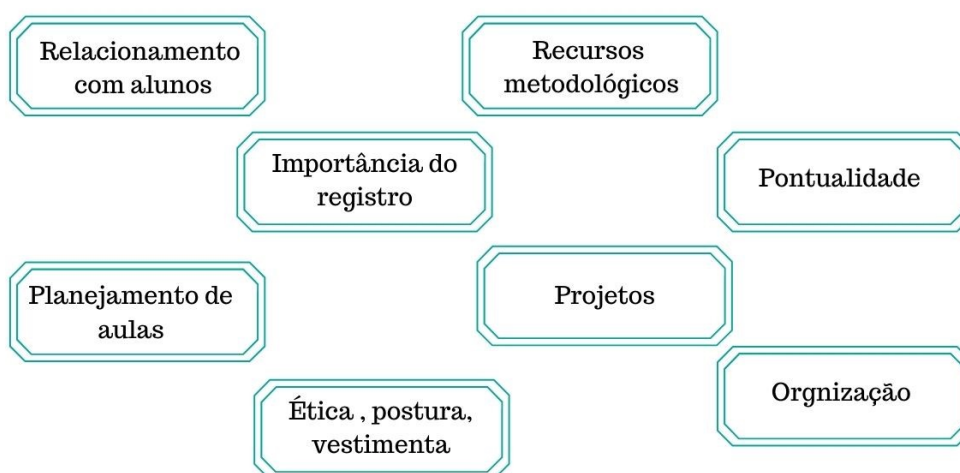 Relacionamento
com alunos
Recursos
metodológicos
Importância do
registro
Pontualidade
Planejamento de
aulas
Projetos
Ética , postura,
vestimenta
Orgnização